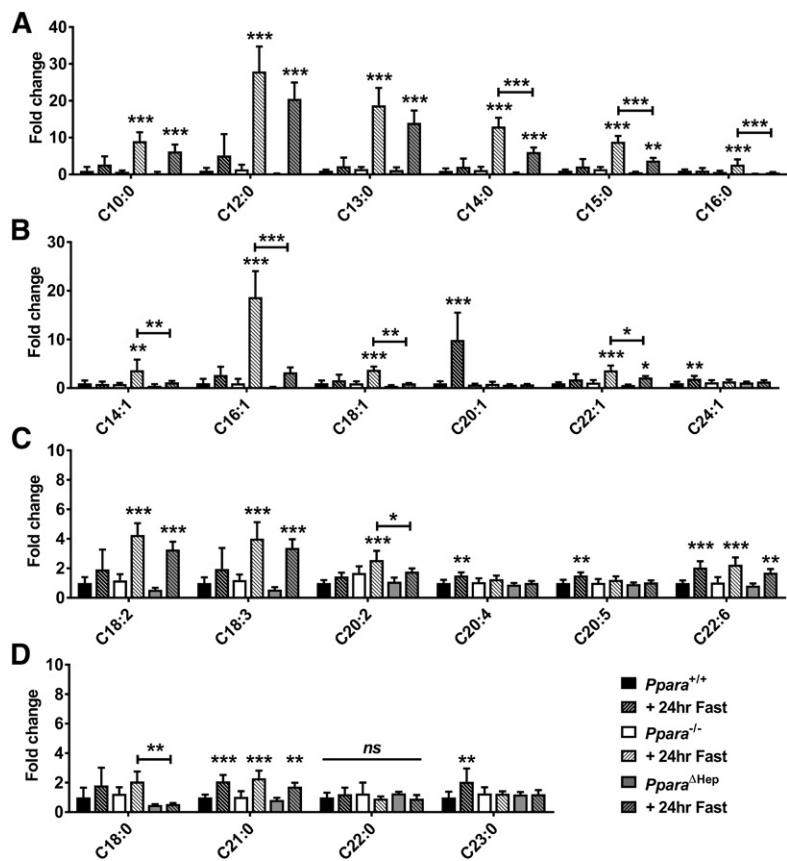 A
Fold change
40
30
20
10
0
***
***
***
***
***
***
***
***
***
***
***
**
***
***
C10:0
C12:0
C13:0
C14:0
C15:0
C16:0
B
Fold change
30
20
10
0
**
**
***
***
***
**
***
***
*
*
**
C14:1
C16:1
C18:1
C20:1
C22:1
C24:1
C
Fold change
10
8
6
4
2
0
***
***
***
***
***
*
**
**
***
***
**
C18:2
C18:3
C20:2
C20:4
C20:5
C22:6
D
Fold change
10
8
6
4
2
0
**
***
***
**
ns
**
C18:0
C21:0
C22:0
C23:0
Ppara+/+
+ 24hr Fast
Ppara-/-
+ 24hr Fast
PparaΔHep
+ 24hr Fast